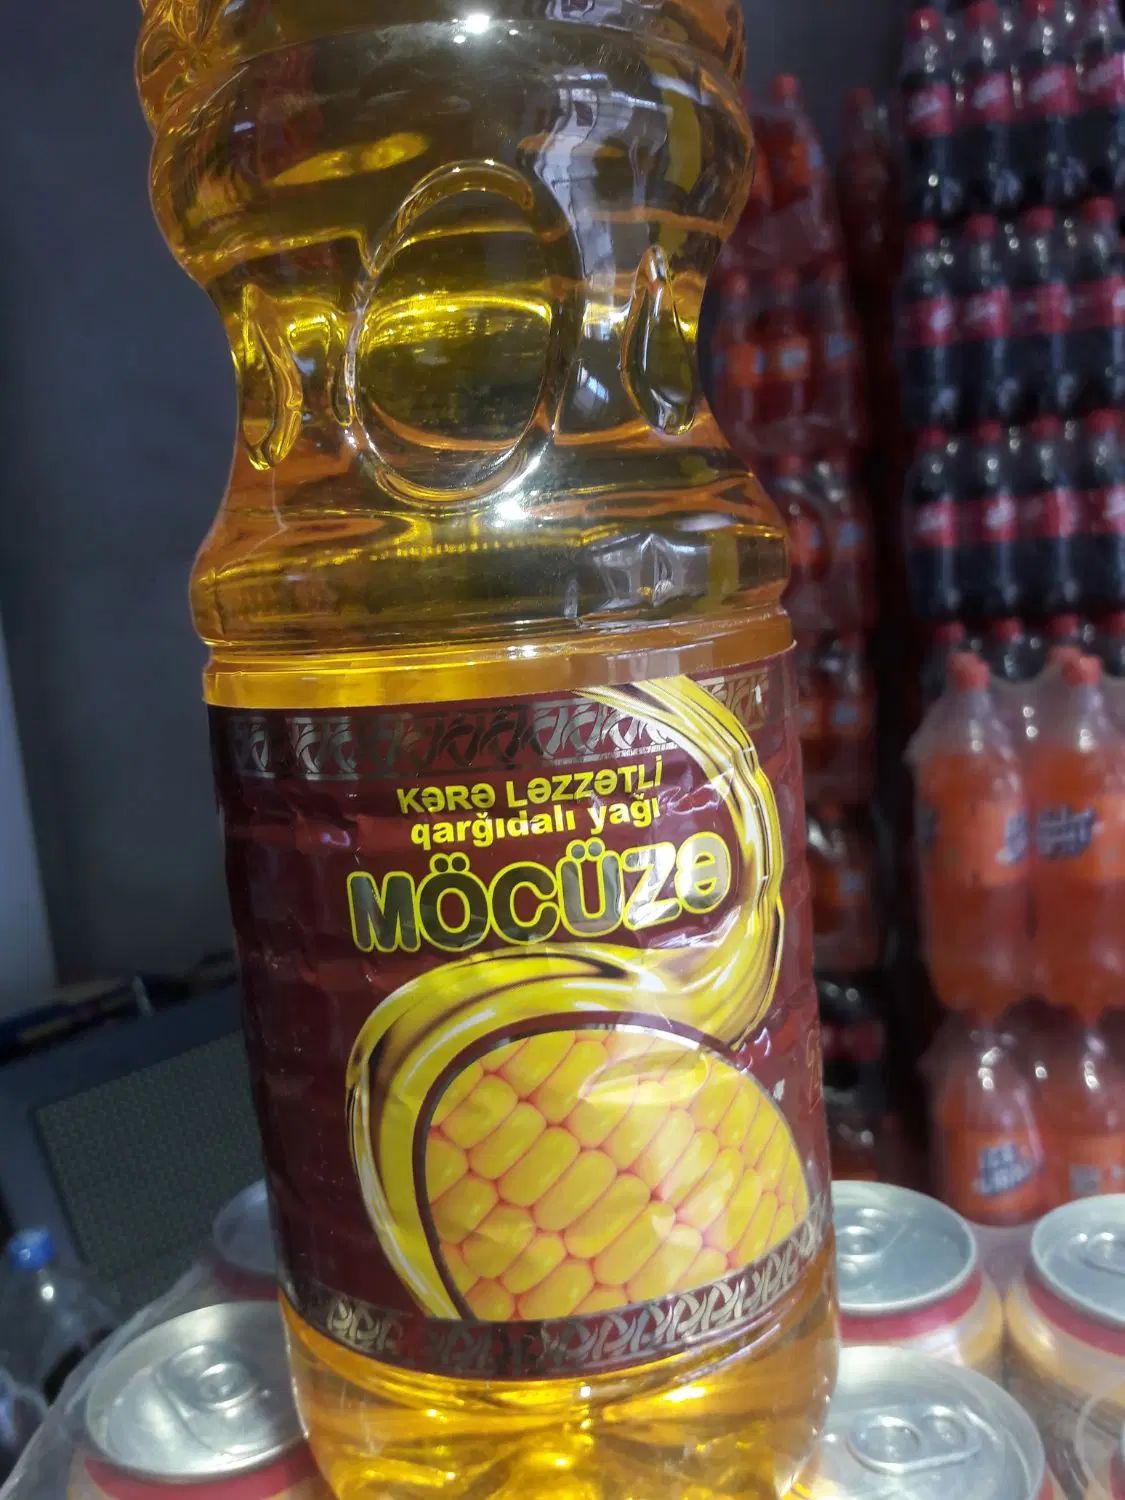 KƏRƏ LƏZZƏTLİ
qarğıdalı yağı
MÖCÜZƏ